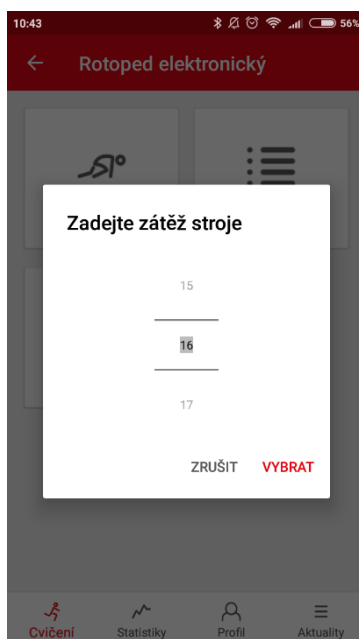 10:43 56%
Rotoped elektronický
Zadejte zátěž stroje
15
16
17
ZRUŠIT VYBRAT
Cvičení Statistiky Profil Aktuality